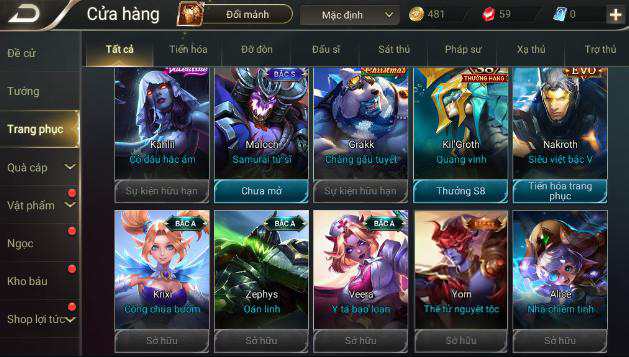 Cửa hàng
Đổi mảnh
Mặc định
481
59
0
Đề cử
Tướng
Trang phục
Quà cáp
Vật phẩm
Ngọc
Kho báu
Shop lợi tức
Tất cả
Tiến hóa
Đỡ đòn
Đấu sĩ
Sát thủ
Pháp sư
Xạ thủ
Trợ thủ
Valentine
BẬC S
Christmas
S8
THƯỞNG HẠNG
EVO
Kahlii
Cô dâu hắc ám
Sự kiện hữu hạn
Maloch
Samurai tử sĩ
Chưa mở
Grakk
Chàng gấu tuyết
Sự kiện hữu hạn
Kil'Groth
Quang vinh
Thưởng S8
Nakroth
Siêu việt bậc V
Tiến hóa trang
phục
BẬC A
Krixi
Công chúa bướm
Sở hữu
BẬC A
Zephys
Oán linh
Sở hữu
BẬC A
Veera
Y tá bạo loạn
Sở hữu
Yorn
Thế tử nguyệt tộc
Sở hữu
Alice
Nhà chiêm tinh
Sở hữu